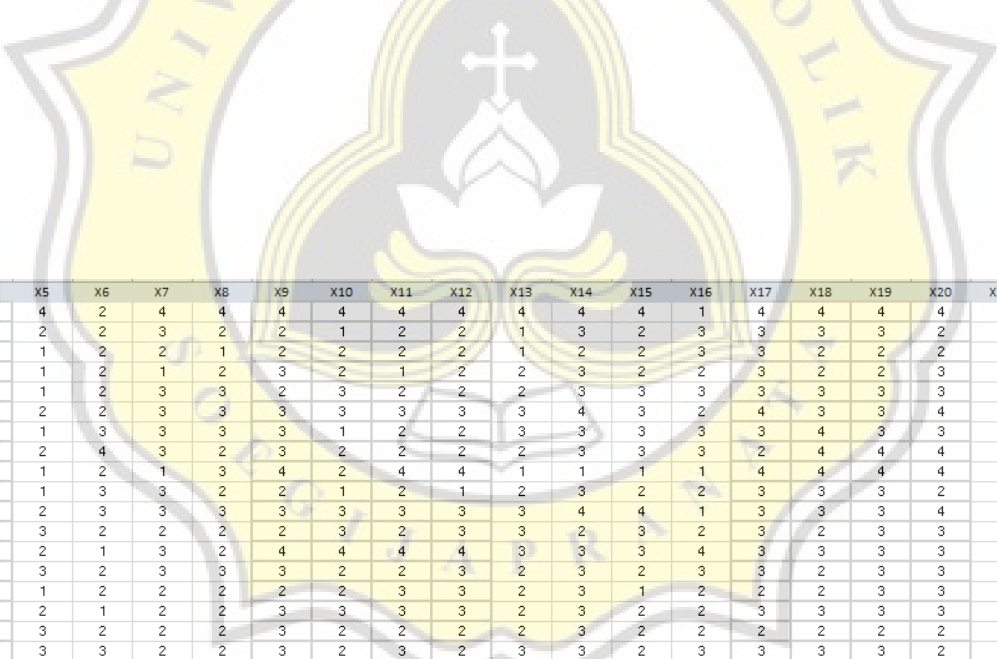 UNIV OLIK
X5 X6 X7 X8 X9 X10 X11 X12 X13 X14 X15 X16 X17 X18 X19 X20 X
4 2 4 4 4 4 4 4 4 4 4 1 4 4 4 4
2 2 3 2 2 1 2 2 1 3 2 3 3 3 3 2
1 2 2 1 2 2 2 2 1 2 2 3 3 2 2 2
1 2 1 2 3 2 1 2 2 3 2 2 3 2 2 3
1 2 3 3 2 3 2 2 2 3 3 3 3 3 3 3
2 2 3 3 3 3 3 3 3 4 3 2 4 3 3 4
1 3 3 3 3 1 2 2 3 3 3 3 3 4 3 3
2 4 3 2 3 2 2 2 2 3 3 3 2 4 4 4
1 2 1 3 4 2 4 4 1 1 1 1 4 4 4 4
1 3 3 2 2 1 2 1 2 3 2 2 3 3 3 2
2 3 3 3 3 3 3 3 3 4 4 1 3 3 3 4
3 2 2 2 2 3 2 3 3 2 3 2 3 2 3 3
2 1 3 2 4 4 4 4 3 3 3 4 3 3 3 3
3 2 3 3 3 2 2 3 2 3 2 3 3 2 3 3
1 2 2 2 2 2 3 3 2 3 1 2 2 2 3 3
2 1 2 2 3 3 3 3 2 3 2 2 3 3 3 3
3 2 2 2 3 2 2 2 2 3 2 2 2 2 2 2
3 3 2 2 3 2 3 2 3 3 2 3 3 3 3 2
SOEGIJAPRANATA